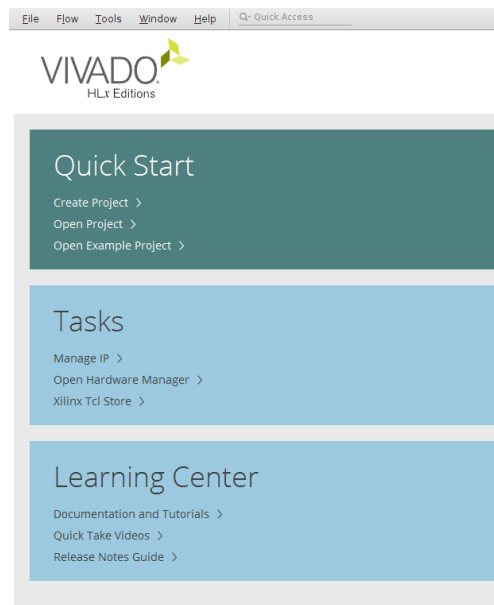 File Flow Tools Window Help Q- Quick Access
VIVADO.
HLx Editions
Quick Start
Create Project >
Open Project >
Open Example Project >
Tasks
Manage IP >
Open Hardware Manager >
Xilinx Tcl Store >
Learning Center
Documentation and Tutorials >
Quick Take Videos >
Release Notes Guide >